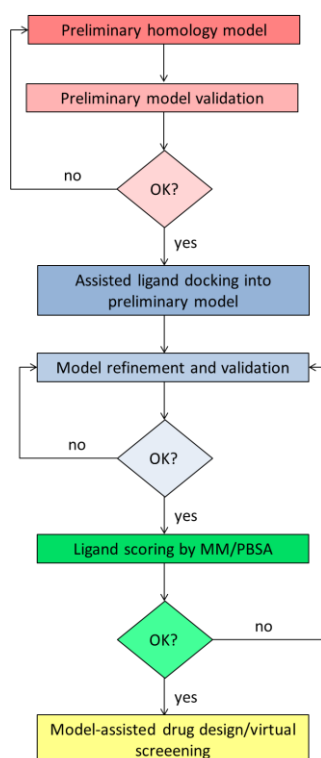 Preliminary homology model
Preliminary model validation
no
OK?
yes
Assisted ligand docking into
preliminary model
Model refinement and validation
no
OK?
yes
Ligand scoring by MM/PBSA
OK?
no
yes
Model-assisted drug design/virtual
screeening